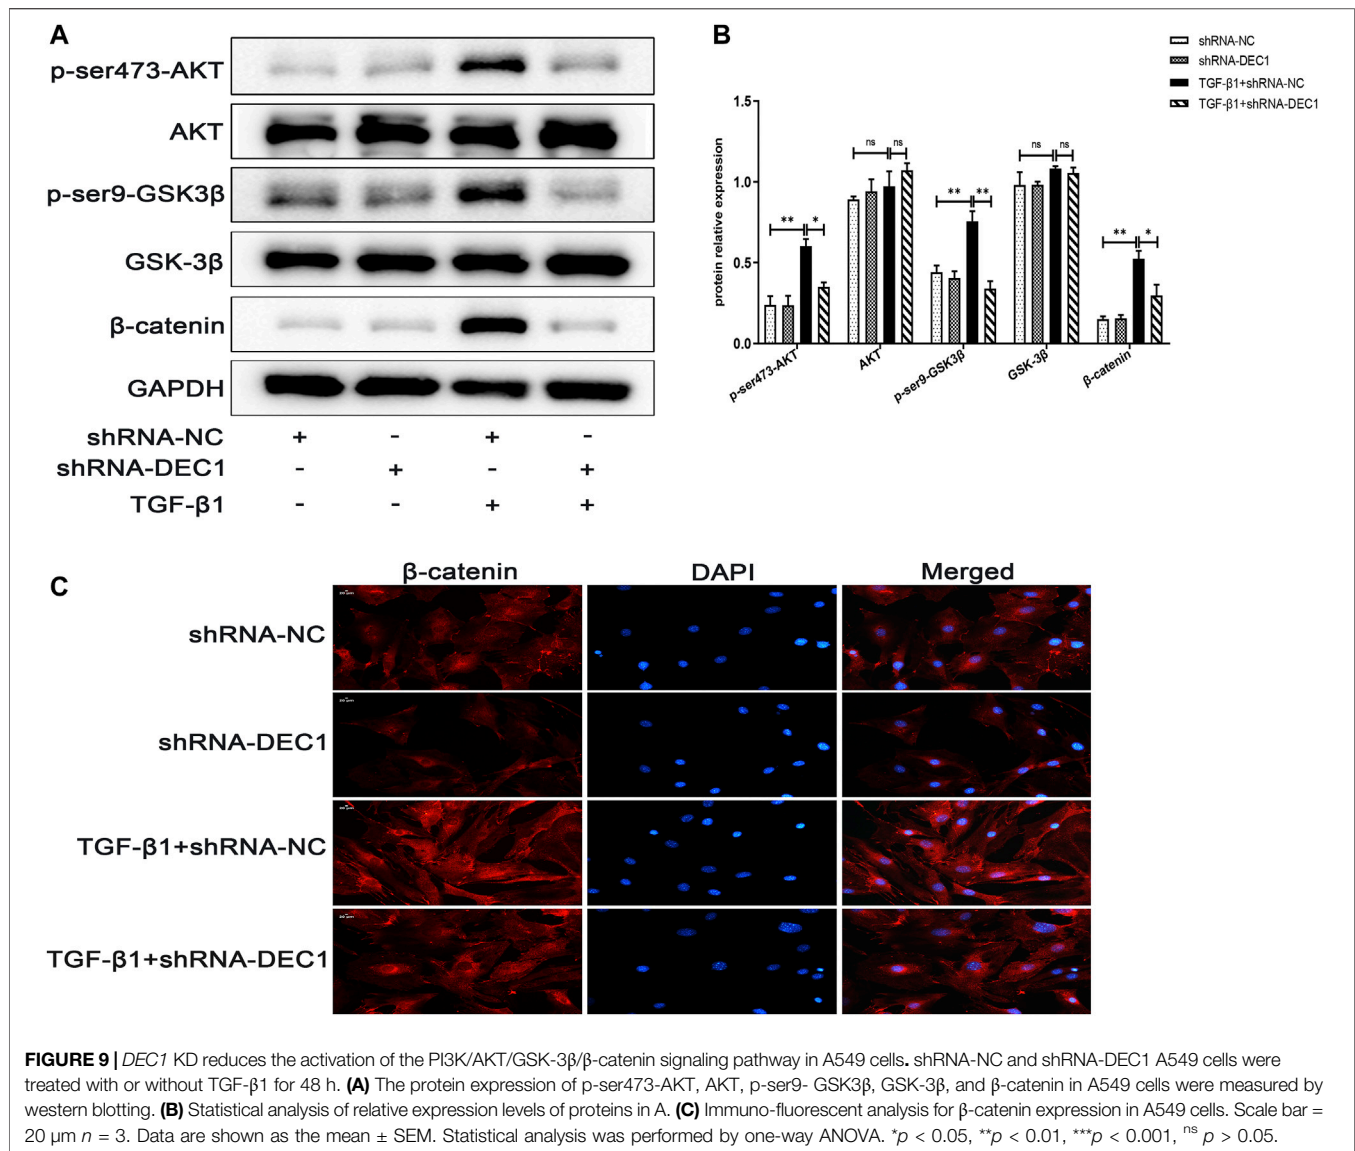 A
p-ser473-AKT
AKT
p-ser9-GSK3β
GSK-3β
β-catenin
GAPDH
shRNA-NC + - + -
shRNA-DEC1 - + - +
TGF-β1 - - + +
B
shRNA-NC
shRNA-DEC1
TGF-β1+shRNA-NC
TGF-β1+shRNA-DEC1
protein relative expression
1.5
1.0
0.5
0.0
** *
ns ns
** **
ns ns
** *
p-ser473-AKT
AKT
p-ser9-GSK3β
GSK-3β
β-catenin
C
β-catenin DAPI Merged
shRNA-NC
20 μm
shRNA-DEC1
20 μm
TGF-β1+shRNA-NC
20 μm
TGF-β1+shRNA-DEC1
20 μm
FIGURE 9 | DEC1 KD reduces the activation of the PI3K/AKT/GSK-3β/β-catenin signaling pathway in A549 cells. shRNA-NC and shRNA-DEC1 A549 cells were
treated with or without TGF-β1 for 48 h. (A) The protein expression of p-ser473-AKT, AKT, p-ser9- GSK3β, GSK-3β, and β-catenin in A549 cells were measured by
western blotting. (B) Statistical analysis of relative expression levels of proteins in A. (C) Immuno-fluorescent analysis for β-catenin expression in A549 cells. Scale bar =
20 μm n = 3. Data are shown as the mean ± SEM. Statistical analysis was performed by one-way ANOVA. *p < 0.05, **p < 0.01, ***p < 0.001, ns p > 0.05.